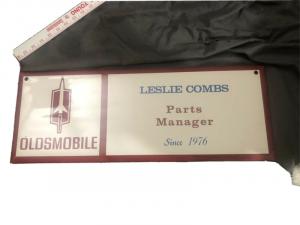 OLDSMOBILE
LESLIE COMBS
Parts
Manager
Since 1976